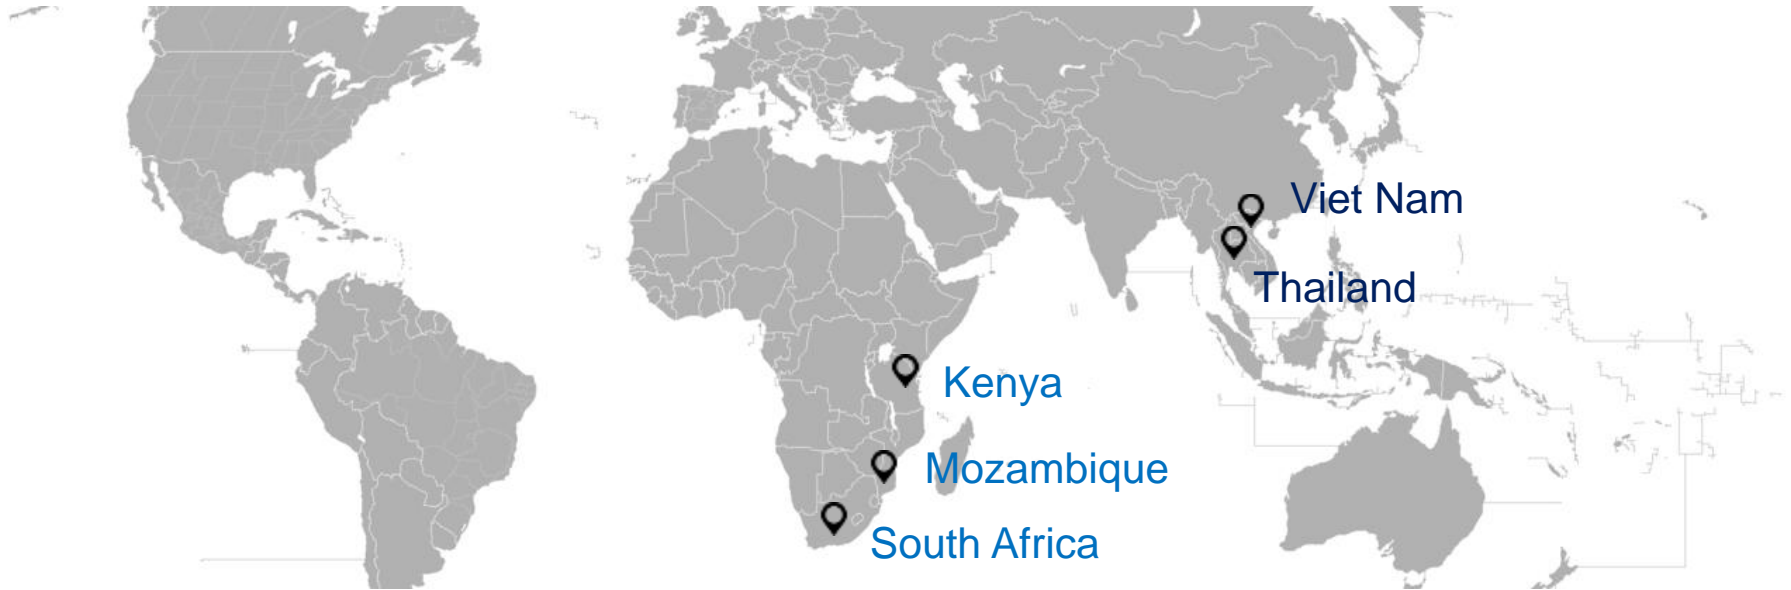 Viet Nam
Thailand
Kenya
Mozambique
South Africa